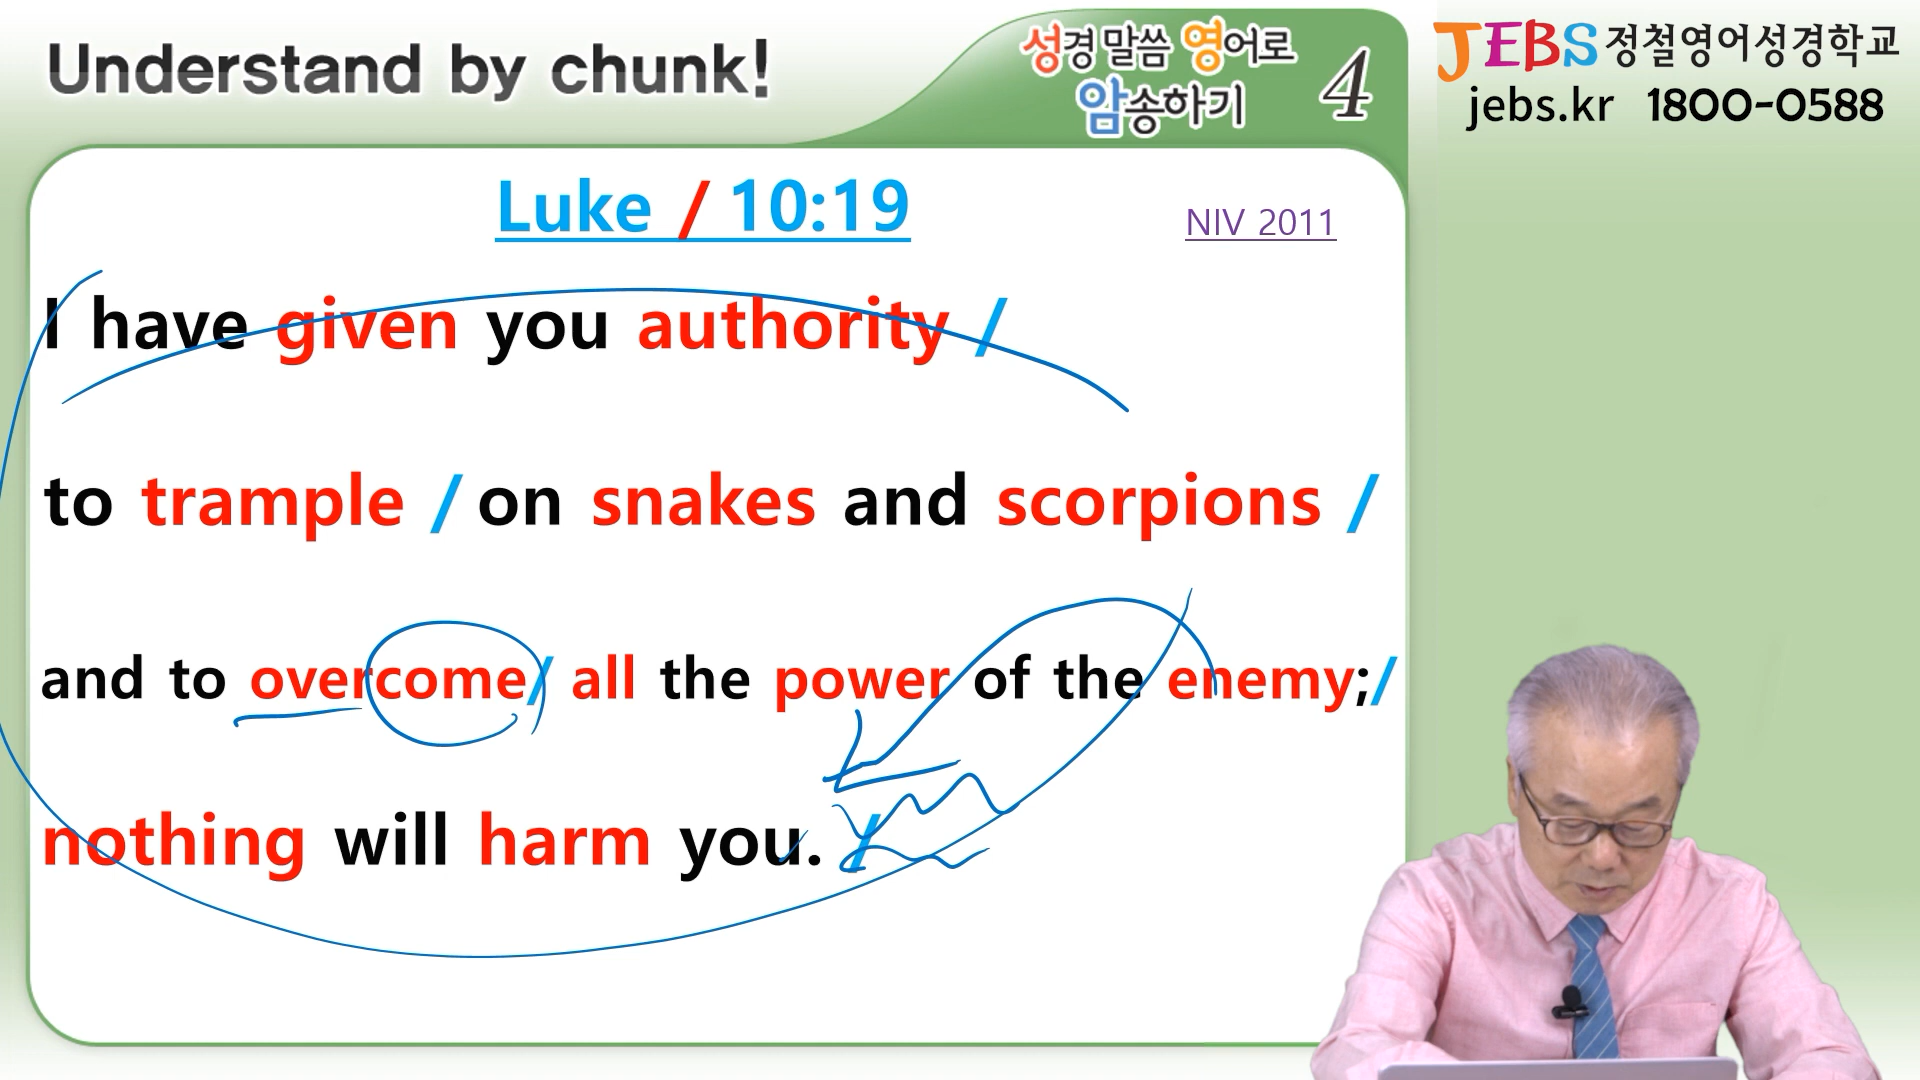 Understand by chunk!
성경 말씀 영어로
암송하기 4
JEBS 정철영어성경학교
jebs.kr 1800-0588
Luke / 10:19
NIV 2011
I have given you authority /
to trample / on snakes and scorpions /
and to overcome/ all the power of the enemy;/
nothing will harm you. /